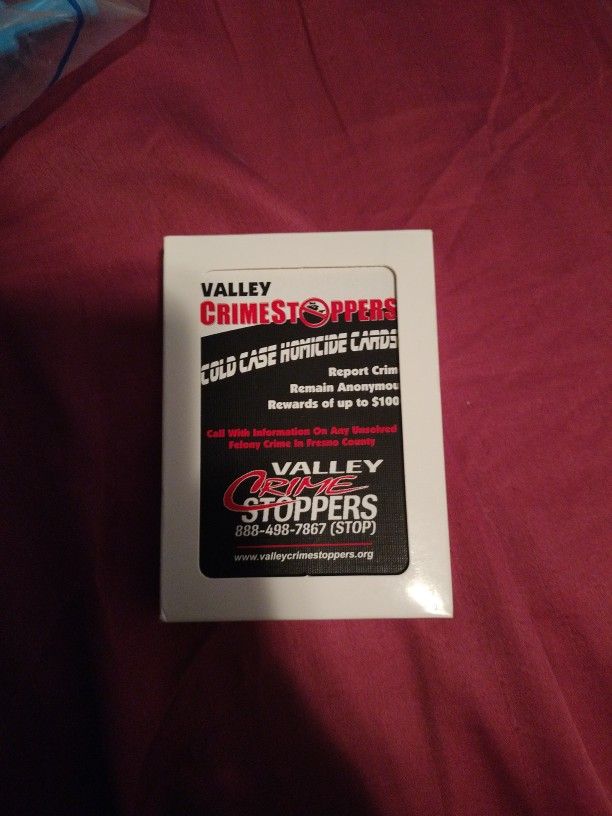 VALLEY
CRIMESTOPPERS
COLD CASE HOMICIDE CARDS
Report Crim
Remain Anonymou
Rewards of up to $100
Call With Information On Any Unsolved
Felony Crime In Fresno County
VALLEY
CRIME
STOPPERS
888-498-7867 (STOP)
www.valleycrimestoppers.org